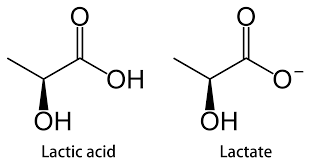 O O
OH O⁻
OH OH
Lactic acid Lactate